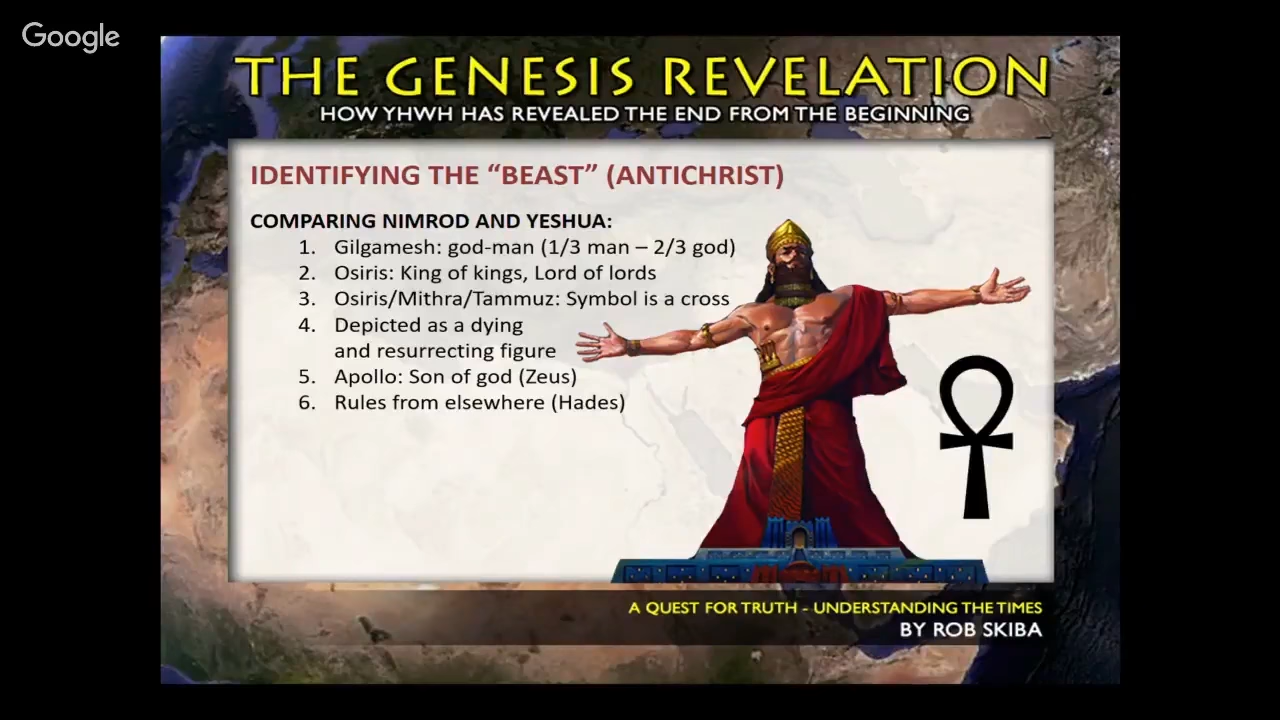 Google
THE GENESIS REVELATION
HOW YHWH HAS REVEALED THE END FROM THE BEGINNING
IDENTIFYING THE “BEAST” (ANTICHRIST)
COMPARING NIMROD AND YESHUA:
1. Gilgamesh: god-man (1/3 man – 2/3 god)
2. Osiris: King of kings, Lord of lords
3. Osiris/Mithra/Tammuz: Symbol is a cross
4. Depicted as a dying
and resurrecting figure
5. Apollo: Son of god (Zeus)
6. Rules from elsewhere (Hades)
A QUEST FOR TRUTH - UNDERSTANDING THE TIMES
BY ROB SKIBA